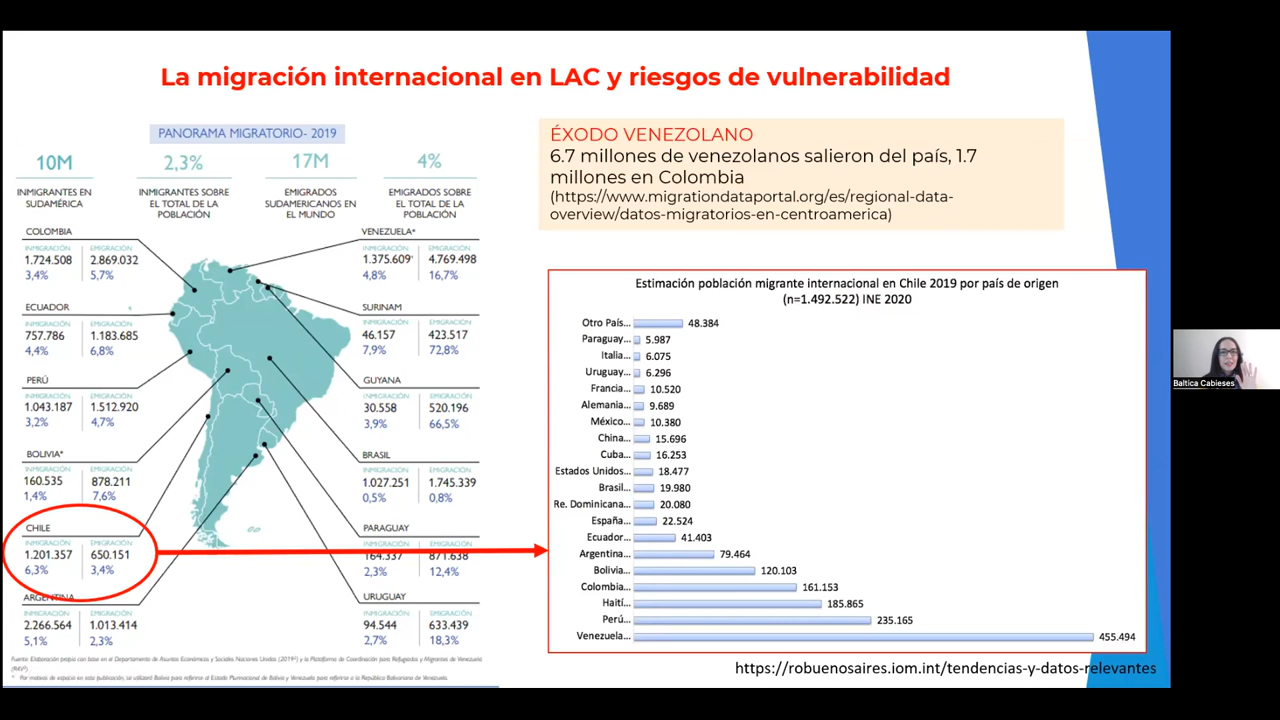 La migración internacional en LAC y riesgos de vulnerabilidad
PANORAMA MIGRATORIO- 2019
10M
INMIGRANTES EN
SUDAMÉRICA
2,3%
INMIGRANTES SOBRE
EL TOTAL DE LA
POBLACIÓN
17M
EMIGRADOS
SUDAMERICANOS EN
EL MUNDO
4%
EMIGRADOS SOBRE
EL TOTAL DE LA
POBLACIÓN
COLOMBIA
INMIGRACIÓN EMIGRACIÓN
1.724.508 2.869.032
3,4% 5,7%
ECUADOR
INMIGRACIÓN EMIGRACIÓN
757.786 1.183.685
4,4% 6,8%
PERÚ
INMIGRACIÓN EMIGRACIÓN
1.043.187 1.512.920
3,2% 4,7%
BOLIVIA*
INMIGRACIÓN EMIGRACIÓN
160.535 878.211
1,4% 7,6%
CHILE
INMIGRACIÓN EMIGRACIÓN
1.201.357 650.151
6,3% 3,4%
ARGENTINA
INMIGRACIÓN EMIGRACIÓN
2.266.564 1.013.414
5,1% 2,3%
VENEZUELA*
INMIGRACIÓN EMIGRACIÓN
1.375.609 4.769.498
4,8% 16,7%
SURINAM
INMIGRACIÓN EMIGRACIÓN
46.157 423.517
7,9% 72,8%
GUYANA
INMIGRACIÓN EMIGRACIÓN
30.558 520.196
3,9% 66,5%
BRASIL
INMIGRACIÓN EMIGRACIÓN
1.027.251 1.745.339
0,5% 0,8%
PARAGUAY
INMIGRACIÓN EMIGRACIÓN
164.337 871.638
2,3% 12,4%
URUGUAY
INMIGRACIÓN EMIGRACIÓN
94.544 633.439
2,7% 18,3%
Fuente: Elaboración propia con base en el Departamento de Asuntos Económicos y Sociales Naciones Unidas (2019) y la Plataforma de Coordinación para Refugiados y Migrantes de Venezuela
* Por motivos de espacio en esta publicación, se utilizará Bolivia para referirse al Estado Plurinacional de Bolivia y Venezuela para referirse a la República Bolivariana de Venezuela.
ÉXODO VENEZOLANO
6.7 millones de venezolanos salieron del país, 1.7
millones en Colombia
(https://www.migrationdataportal.org/es/regional-data-
overview/datos-migratorios-en-centroamerica)
Estimación población migrante internacional en Chile 2019 por país de origen
(n=1.492.522) INE 2020
Otro País... 48.384
Paraguay... 5.987
Italia... 6.075
Uruguay... 6.296
Francia... 10.520
Alemania... 9.689
México... 10.380
China... 15.696
Cuba... 16.253
Estados Unidos... 18.477
Brasil... 19.980
Re. Dominicana... 20.080
España... 22.524
Ecuador... 41.403
Argentina... 79.464
Bolivia... 120.103
Colombia... 161.153
Haití... 185.865
Perú... 235.165
Venezuela... 455.494
https://robuenosaires.iom.int/tendencias-y-datos-relevantes
Baltica Cabieses